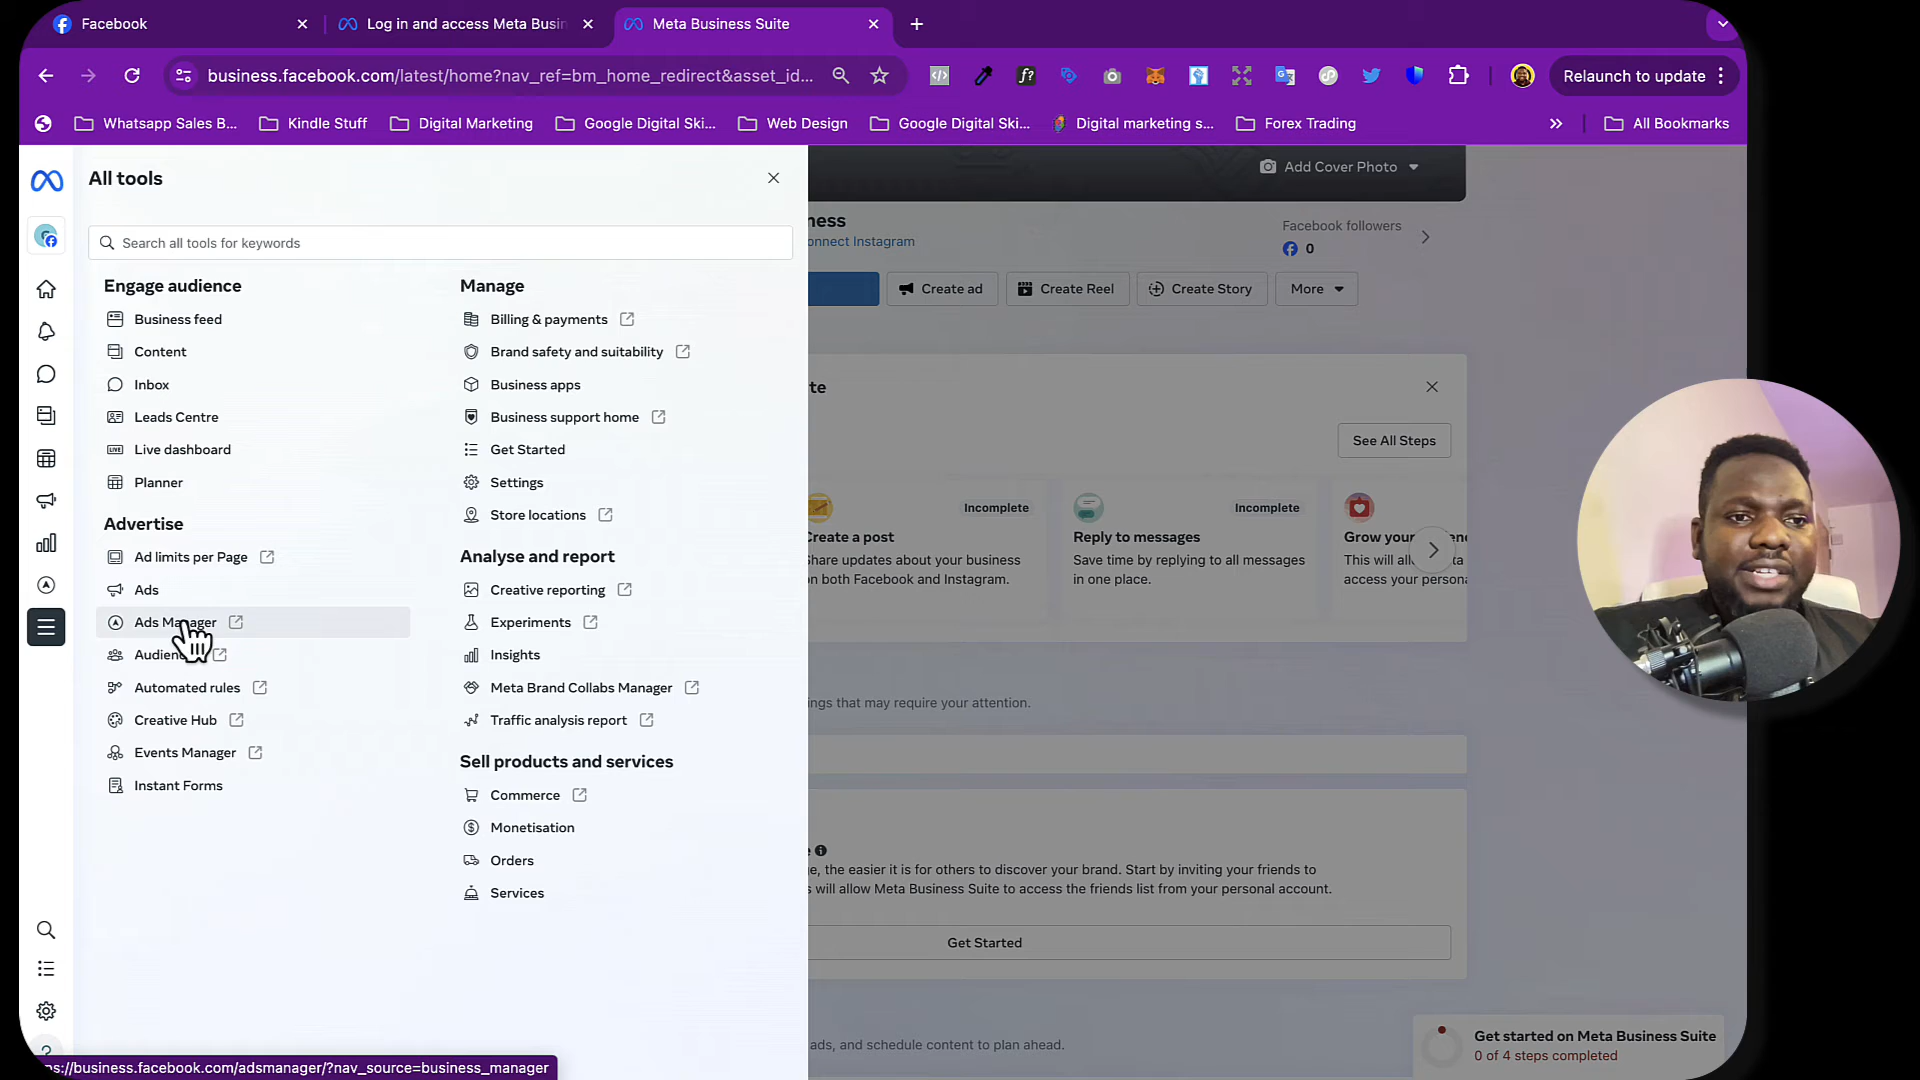 Facebook
Log in and access Meta Busin
Meta Business Suite
business.facebook.com/latest/home?nav_ref=bm_home_redirect&asset_id...
Relaunch to update
Whatsapp Sales B...
Kindle Stuff
Digital Marketing
Google Digital Ski...
Web Design
Google Digital Ski...
Digital marketing s...
Forex Trading
All Bookmarks
All tools
Search all tools for keywords
Engage audience
Business feed
Content
Inbox
Leads Centre
Live dashboard
Planner
Advertise
Ad limits per Page
Ads
Ads Manager
Audien
Automated rules
Creative Hub
Events Manager
Instant Forms
Manage
Billing & payments
Brand safety and suitability
Business apps
Business support home
Get Started
Settings
Store locations
Analyse and report
Creative reporting
Experiments
Insights
Meta Brand Collabs Manager
Traffic analysis report
Sell products and services
Commerce
Monetisation
Orders
Services
Add Cover Photo
ness
onnect Instagram
Facebook followers
0
Create ad
Create Reel
Create Story
More
te
See All Steps
Incomplete
Create a post
Share updates about your business
on both Facebook and Instagram.
Incomplete
Reply to messages
Save time by replying to all messages
in one place.
Grow your
This will allo
access your persona
ings that may require your attention.
e, the easier it is for others to discover your brand. Start by inviting your friends to
s will allow Meta Business Suite to access the friends list from your personal account.
Get Started
ads, and schedule content to plan ahead.
Get started on Meta Business Suite
0 of 4 steps completed
ps://business.facebook.com/adsmanager/?nav_source=business_manager